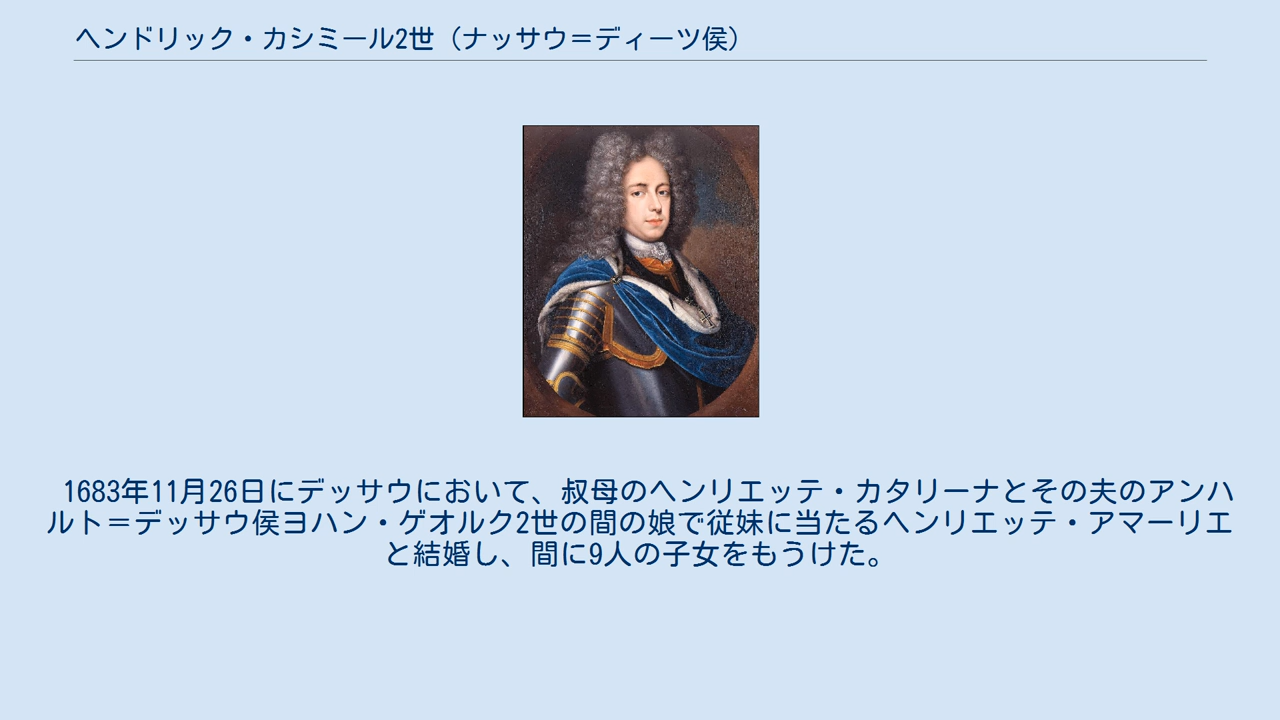 ヘンドリック・カシミール2世（ナッサウ＝ディーツ侯）
1683年11月26日にデッサウにおいて、叔母のヘンリエッテ・カタリーナとその夫のアンハ
ルト＝デッサウ侯ヨハン・ゲオルク2世の間の娘で従妹に当たるヘンリエッテ・アマーリエ
と結婚し、間に9人の子女をもうけた。